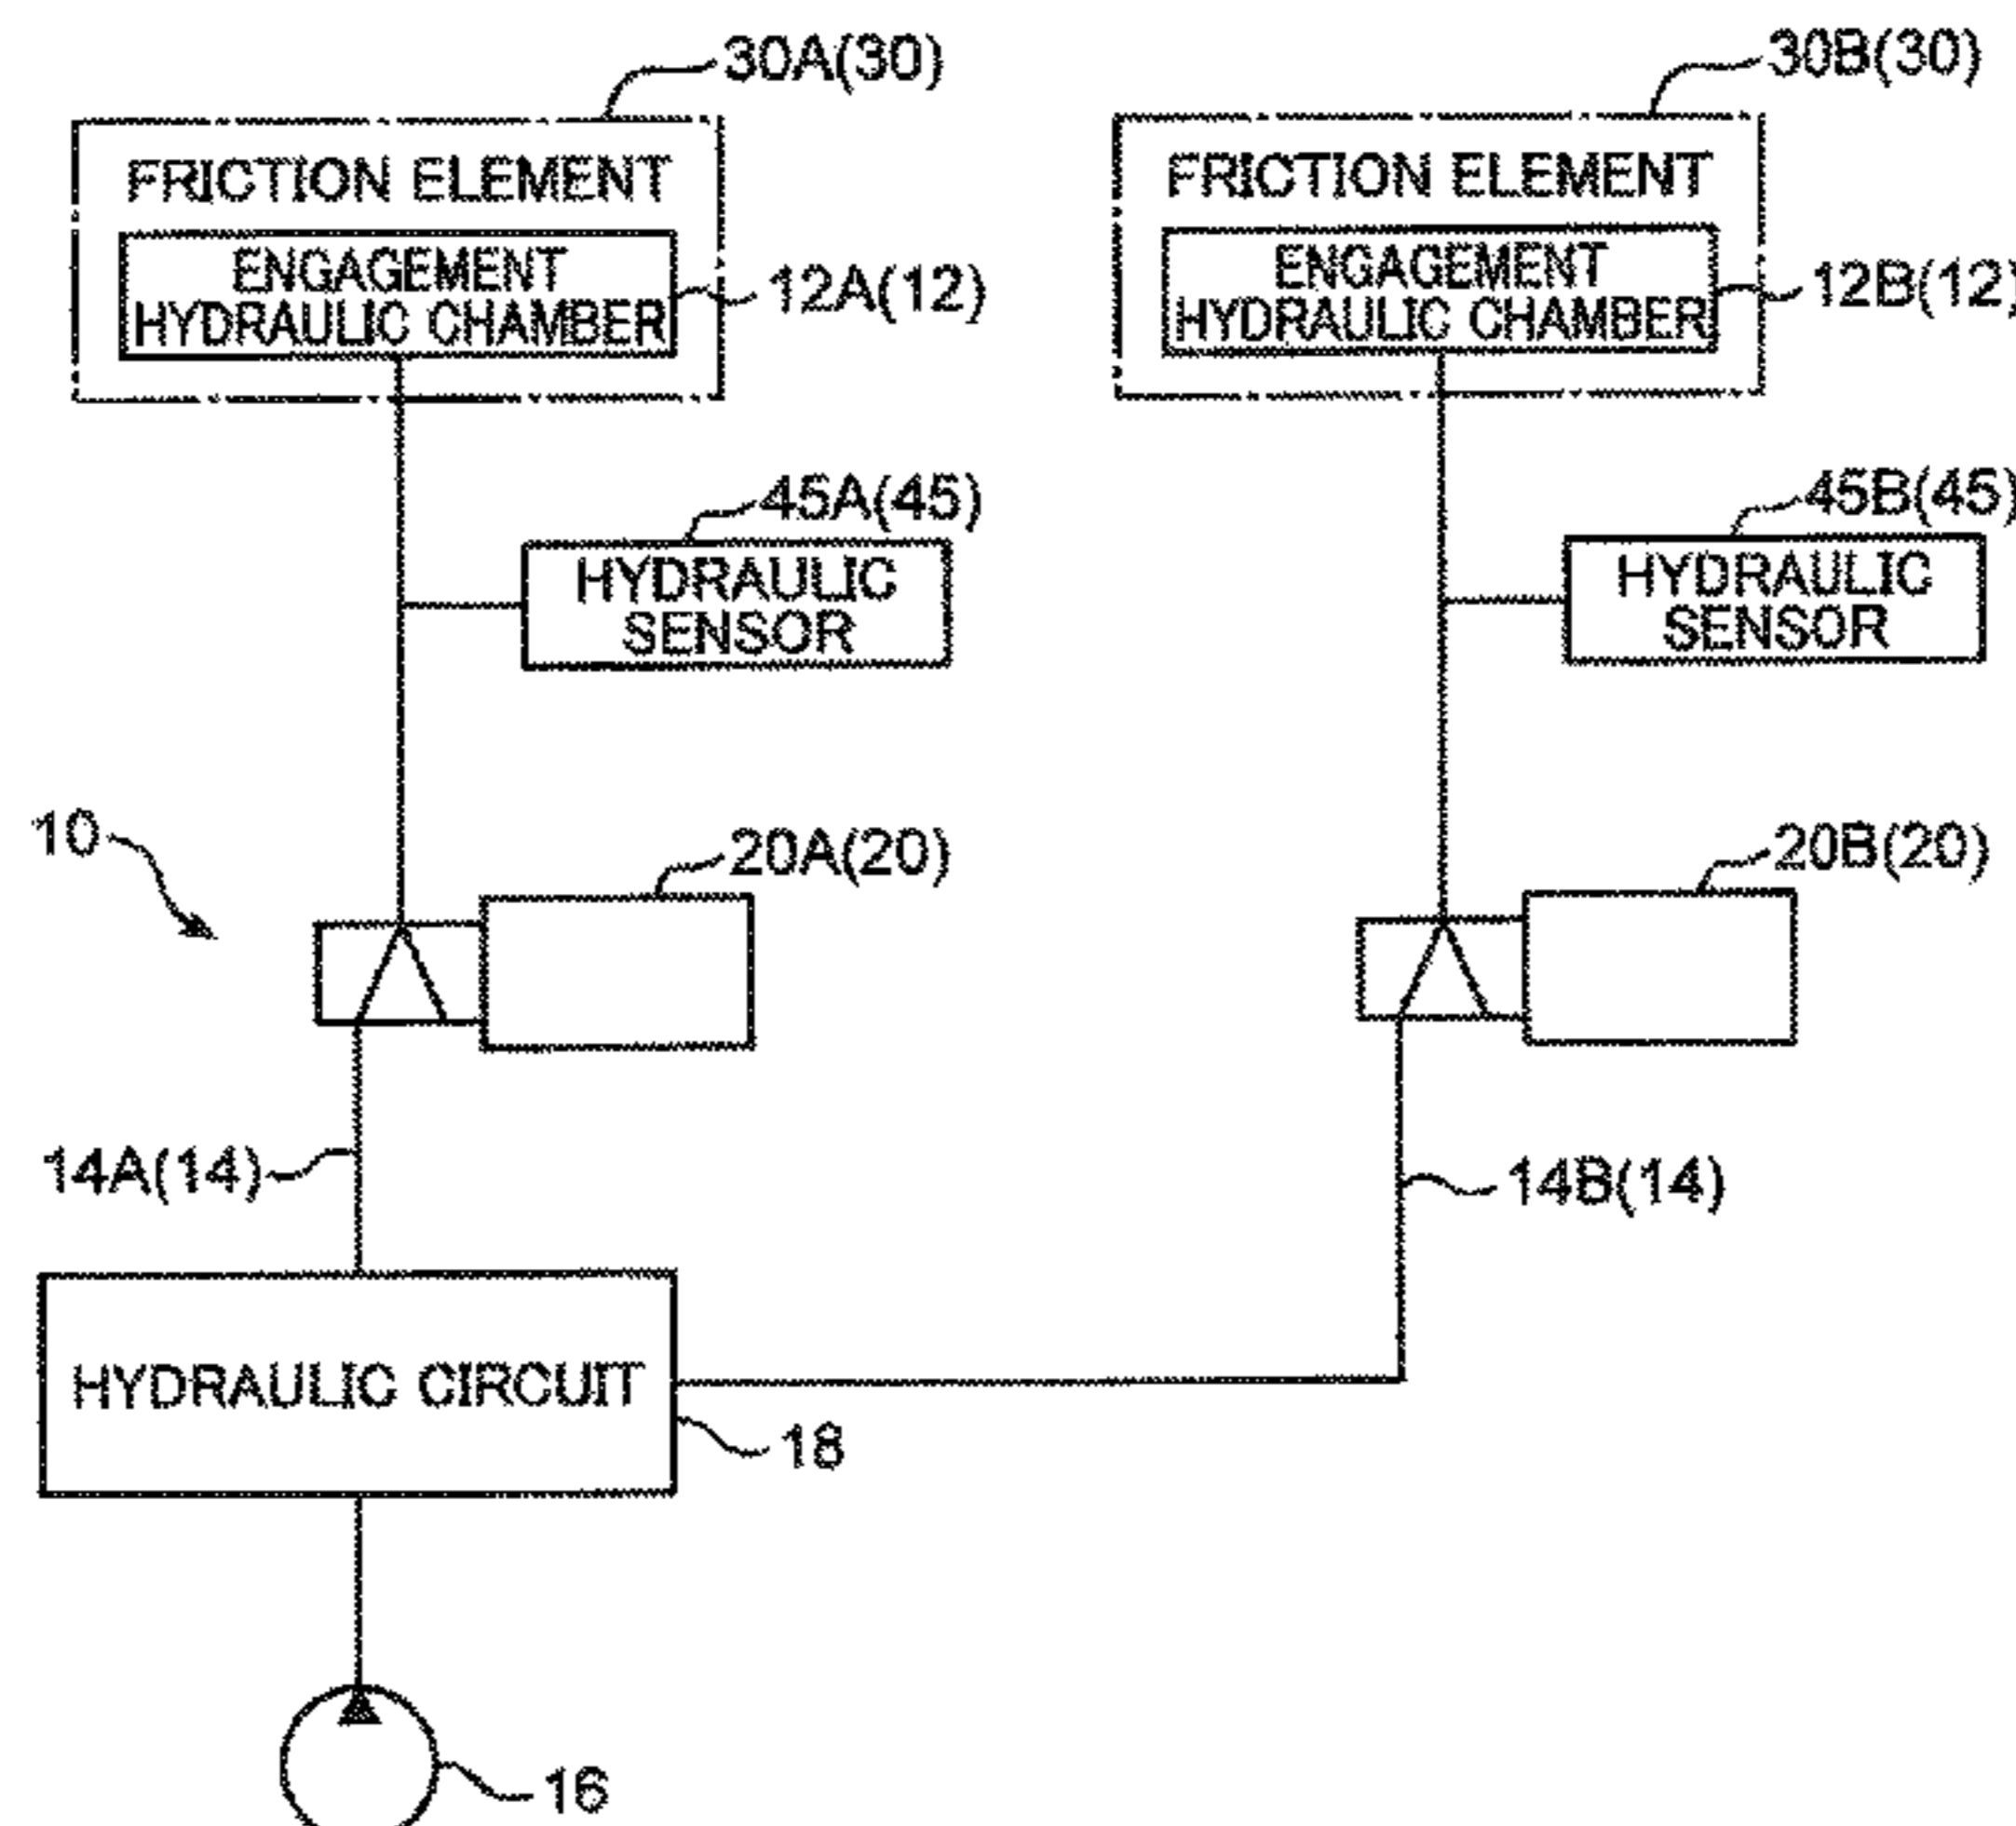 30A(30)
30B(30)
FRICTION ELEMENT
FRICTION ELEMENT
ENGAGEMENT
HYDRAULIC CHAMBER
12A(12)
ENGAGEMENT
HYDRAULIC CHAMBER
12B(12)
45A(45)
45B(45)
HYDRAULIC
SENSOR
HYDRAULIC
SENSOR
10
20A(20)
20B(20)
14A(14)
14B(14)
HYDRAULIC CIRCUIT
18
16